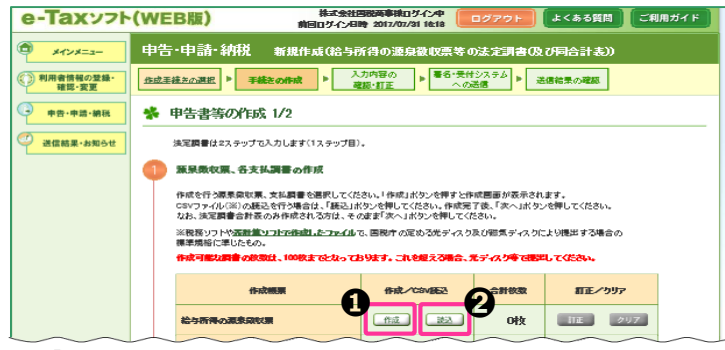 e-Taxソフト(WEB版)
株式会社国税商事様ログイン中
前回ログイン日時 2017/07/31 16:18
ログアウト
よくある質問
ご利用ガイド
メインメニュー
利用者情報の登録・
確認・変更
申告・申請・納税
送信結果・お知らせ
申告・申請・納税 新規作成(給与所得の源泉徴収票等の法定調書(及び同合計表))
作成手続きの選択
手続きの作成
入力内容の
確認・訂正
署名・受付システム
への送信
送信結果の確認
申告書等の作成 1/2
法定調書は2ステップで入力します(1ステップ目)。
1 源泉徴収票、各支払調書の作成
作成を行う源泉徴収票、支払調書を選択してください。「作成」ボタンを押すと作成画面が表示されます。
CSVファイル(※)の読込を行う場合は、「読込」ボタンを押してください。作成完了後、「次へ」ボタンを押してください。
なお、法定調書合計表のみ作成される方は、そのまま「次へ」ボタンを押してください。
※税務ソフトや表計算ソフトで作成したファイルで、国税庁の定める光ディスク及び磁気ディスクにより提出する場合の
標準規格に準じたもの。
作成可能な調書の枚数は、100枚までとなっております。これを超える場合、光ディスク等で提出してください。
作成帳票
作成/CSV読込
合計枚数
訂正/クリア
1
2
給与所得の源泉徴収票
作成
読込
0枚
訂正
クリア